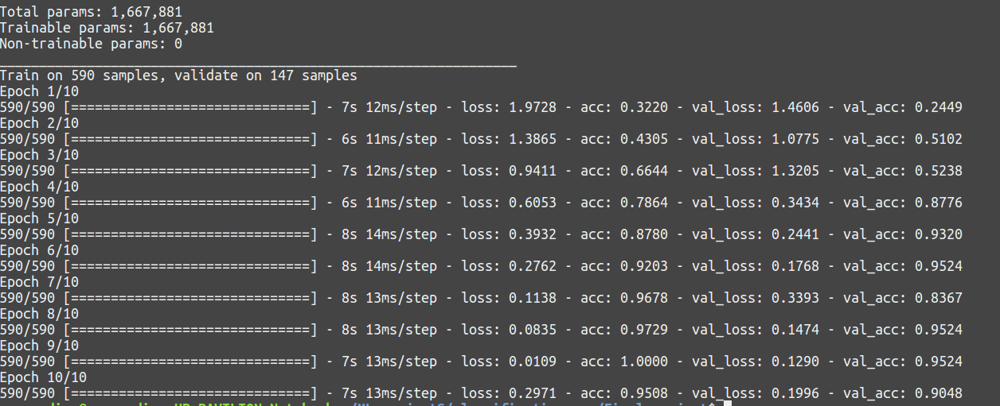 Total params: 1,667,881
Trainable params: 1,667,881
Non-trainable params: 0
_________________________________________________________________
Train on 590 samples, validate on 147 samples
Epoch 1/10
590/590 [==============================] - 7s 12ms/step - loss: 1.9728 - acc: 0.3220 - val_loss: 1.4606 - val_acc: 0.2449
Epoch 2/10
590/590 [==============================] - 6s 11ms/step - loss: 1.3865 - acc: 0.4305 - val_loss: 1.0775 - val_acc: 0.5102
Epoch 3/10
590/590 [==============================] - 7s 12ms/step - loss: 0.9411 - acc: 0.6644 - val_loss: 1.3205 - val_acc: 0.5238
Epoch 4/10
590/590 [==============================] - 6s 11ms/step - loss: 0.6053 - acc: 0.7864 - val_loss: 0.3434 - val_acc: 0.8776
Epoch 5/10
590/590 [==============================] - 8s 14ms/step - loss: 0.3932 - acc: 0.8780 - val_loss: 0.2441 - val_acc: 0.9320
Epoch 6/10
590/590 [==============================] - 8s 14ms/step - loss: 0.2762 - acc: 0.9203 - val_loss: 0.1768 - val_acc: 0.9524
Epoch 7/10
590/590 [==============================] - 8s 13ms/step - loss: 0.1138 - acc: 0.9678 - val_loss: 0.3393 - val_acc: 0.8367
Epoch 8/10
590/590 [==============================] - 8s 13ms/step - loss: 0.0835 - acc: 0.9729 - val_loss: 0.1474 - val_acc: 0.9524
Epoch 9/10
590/590 [==============================] - 7s 13ms/step - loss: 0.0109 - acc: 1.0000 - val_loss: 0.1290 - val_acc: 0.9524
Epoch 10/10
590/590 [==============================] - 7s 13ms/step - loss: 0.2971 - acc: 0.9508 - val_loss: 0.1996 - val_acc: 0.9048